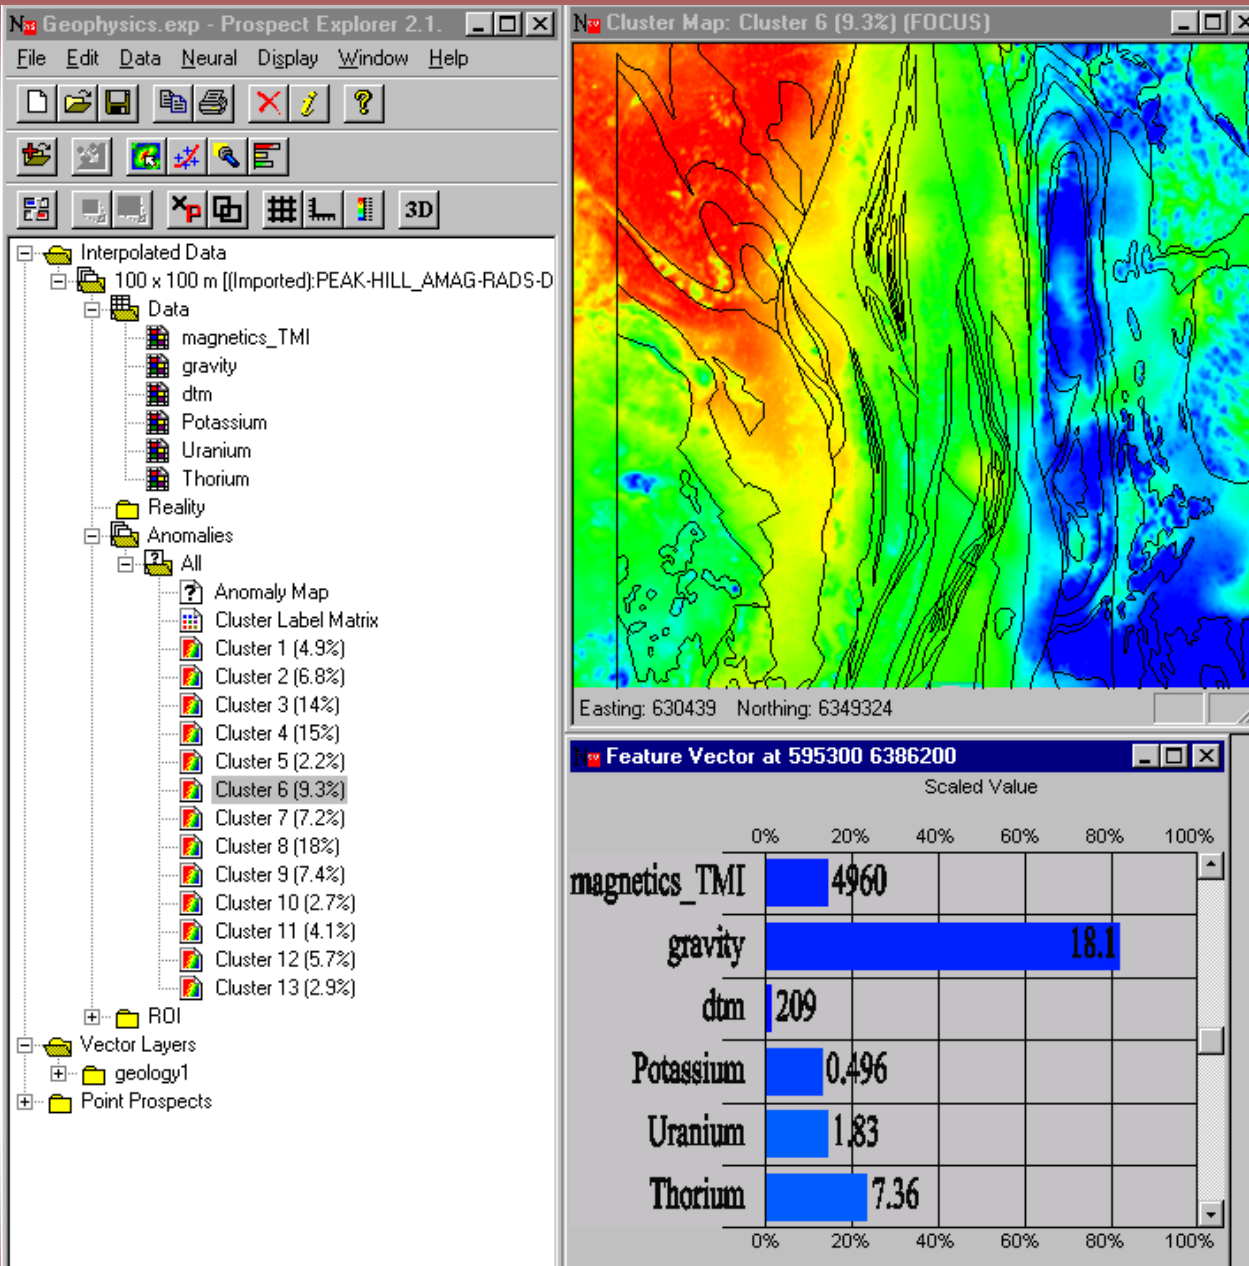 Geophysics.exp - Prospect Explorer 2.1.
File Edit Data Neural Display Window Help
3D
Interpolated Data
100 x 100 m [(Imported):PEAK-HILL_AMAG-RADS-D
Data
magnetics_TMI
gravity
dtm
Potassium
Uranium
Thorium
Reality
Anomalies
All
Anomaly Map
Cluster Label Matrix
Cluster 1 (4.9%)
Cluster 2 (6.8%)
Cluster 3 (14%)
Cluster 4 (15%)
Cluster 5 (2.2%)
Cluster 6 (9.3%)
Cluster 7 (7.2%)
Cluster 8 (18%)
Cluster 9 (7.4%)
Cluster 10 (2.7%)
Cluster 11 (4.1%)
Cluster 12 (5.7%)
Cluster 13 (2.9%)
ROI
Vector Layers
geology1
Point Prospects
Cluster Map: Cluster 6 (9.3%) (FOCUS)
Easting: 630439 Northing: 6349324
Feature Vector at 595300 6386200
Scaled Value
0% 20% 40% 60% 80% 100%
magnetics_TMI 4960
gravity 18.1
dtm 209
Potassium 0.496
Uranium 1.83
Thorium 7.36
0% 20% 40% 60% 80% 100%